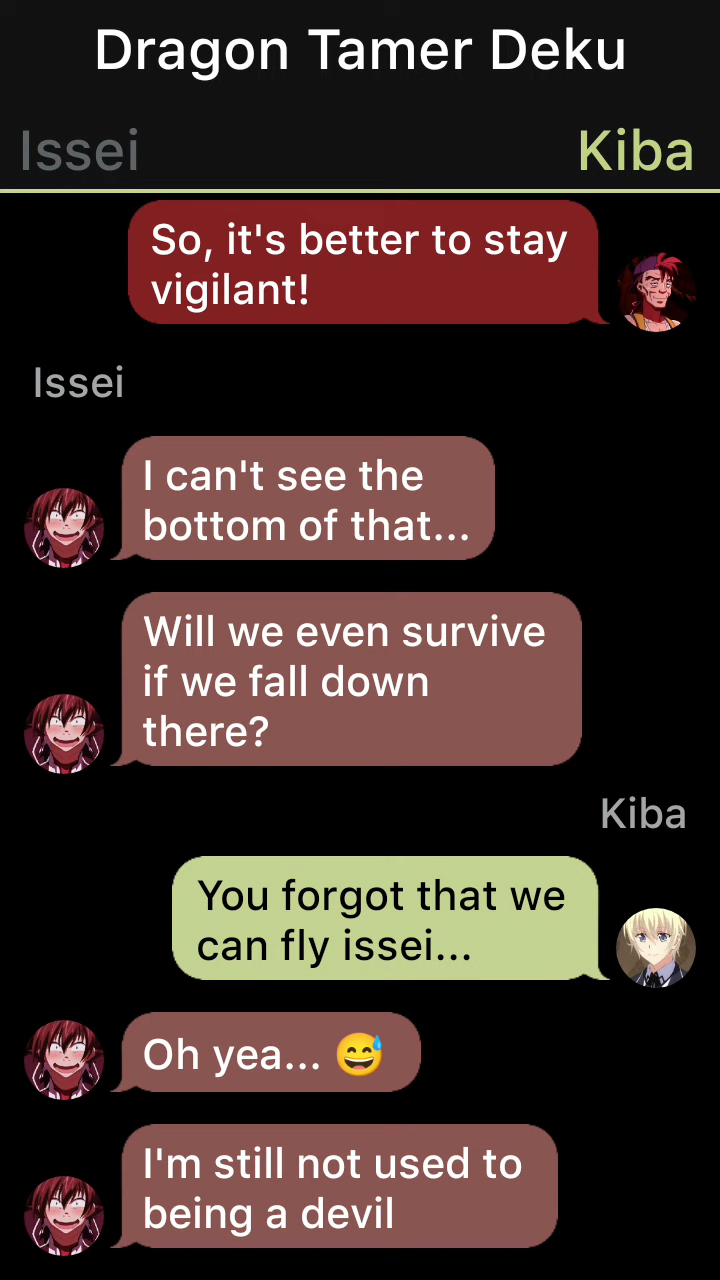 Dragon Tamer Deku
Issei
Kiba
So, it's better to stay
vigilant!
Issei
I can't see the
bottom of that...
Will we even survive
if we fall down
there?
Kiba
You forgot that we
can fly issei...
Oh yea... 😅
I'm still not used to
being a devil